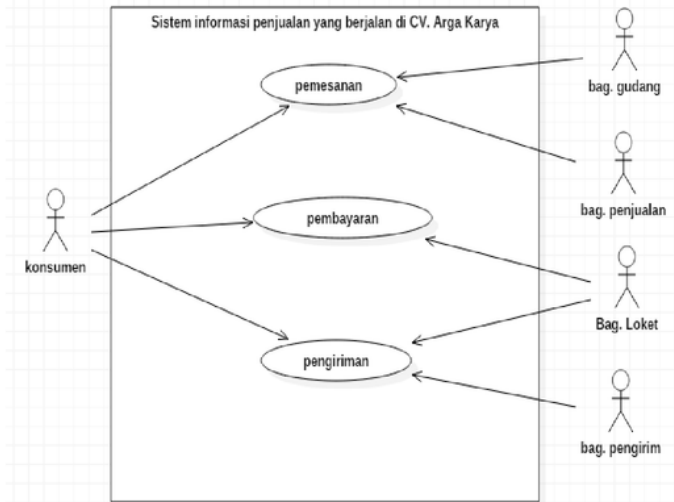 Sistem informasi penjualan yang berjalan di CV. Arga Karya
pemesanan
bag. gudang
bag. penjualan
pembayaran
konsumen
Bag. Loket
pengiriman
bag. pengirim